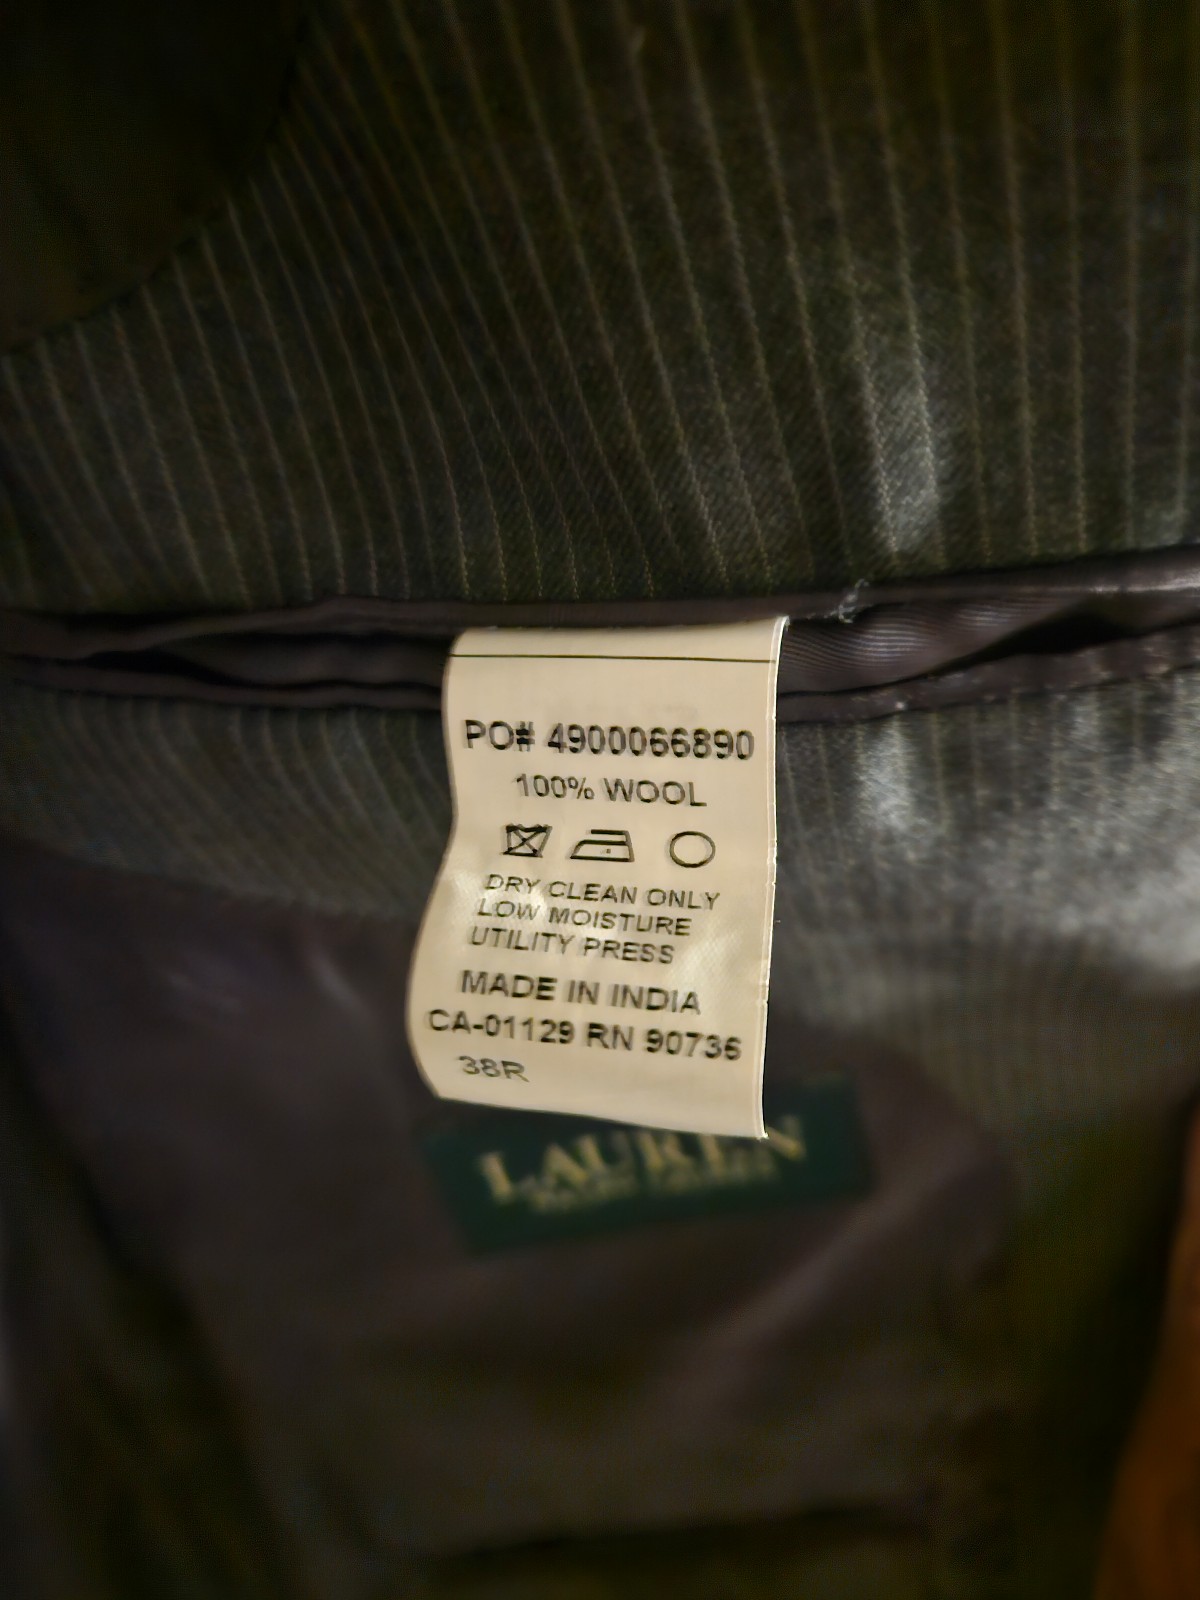 PO# 4900066890
100% WOOL
DRY CLEAN ONLY
LOW MOISTURE
UTILITY PRESS
MADE IN INDIA
CA-01129 RN 90736
38R
LAUREN